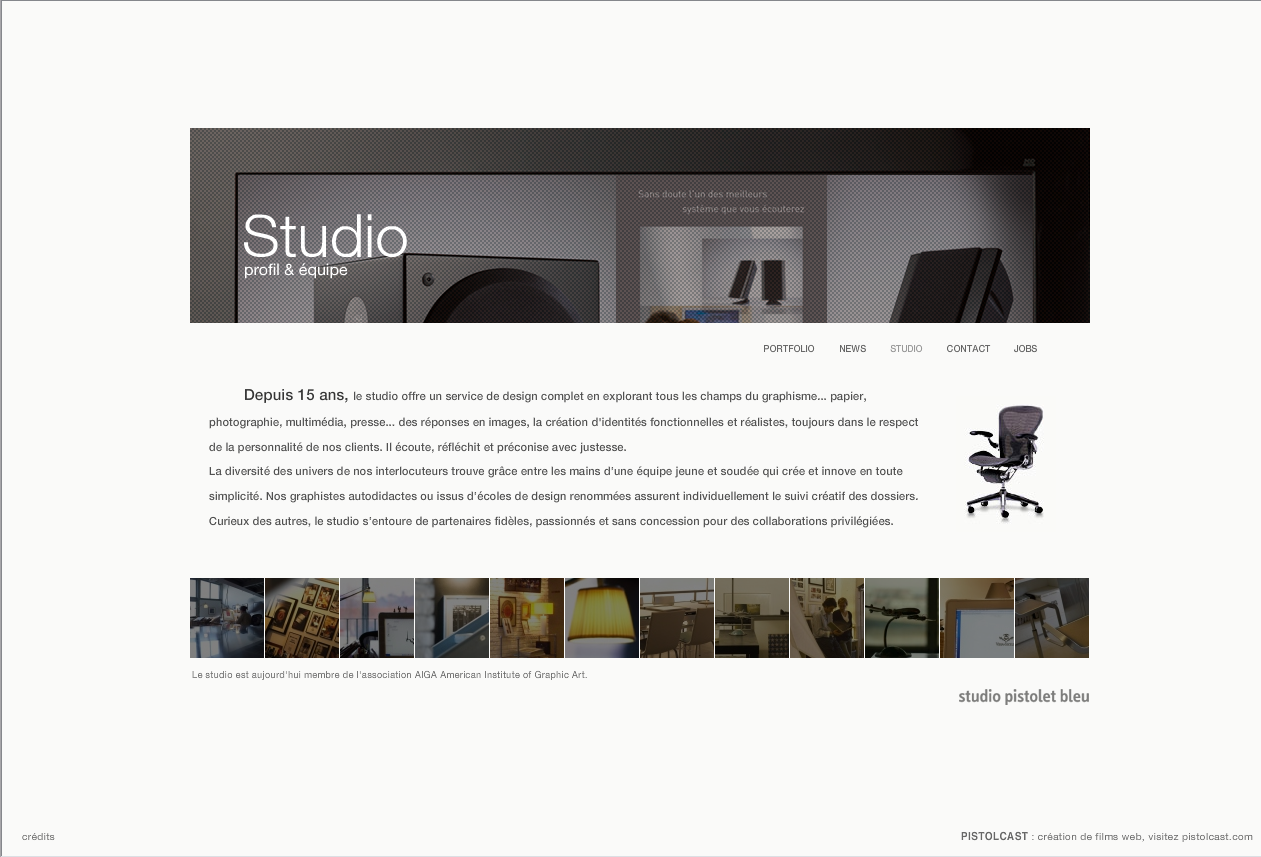 Sans doute l'un des meilleurs
système que vous écouterez
Studio
profil & équipe
PORTFOLIO NEWS STUDIO CONTACT JOBS
Depuis 15 ans, le studio offre un service de design complet en explorant tous les champs du graphisme... papier,
photographie, multimédia, presse... des réponses en images, la création d'identités fonctionnelles et réalistes, toujours dans le respect
de la personnalité de nos clients. Il écoute, réfléchit et préconise avec justesse.
La diversité des univers de nos interlocuteurs trouve grâce entre les mains d'une équipe jeune et soudée qui crée et innove en toute
simplicité. Nos graphistes autodidactes ou issus d'écoles de design renommées assurent individuellement le suivi créatif des dossiers.
Curieux des autres, le studio s'entoure de partenaires fidèles, passionnés et sans concession pour des collaborations privilégiées.
Le studio est aujourd'hui membre de l'association AIGA American Institute of Graphic Art.
studio pistolet bleu
crédits
PISTOLCAST : création de films web, visitez pistolcast.com